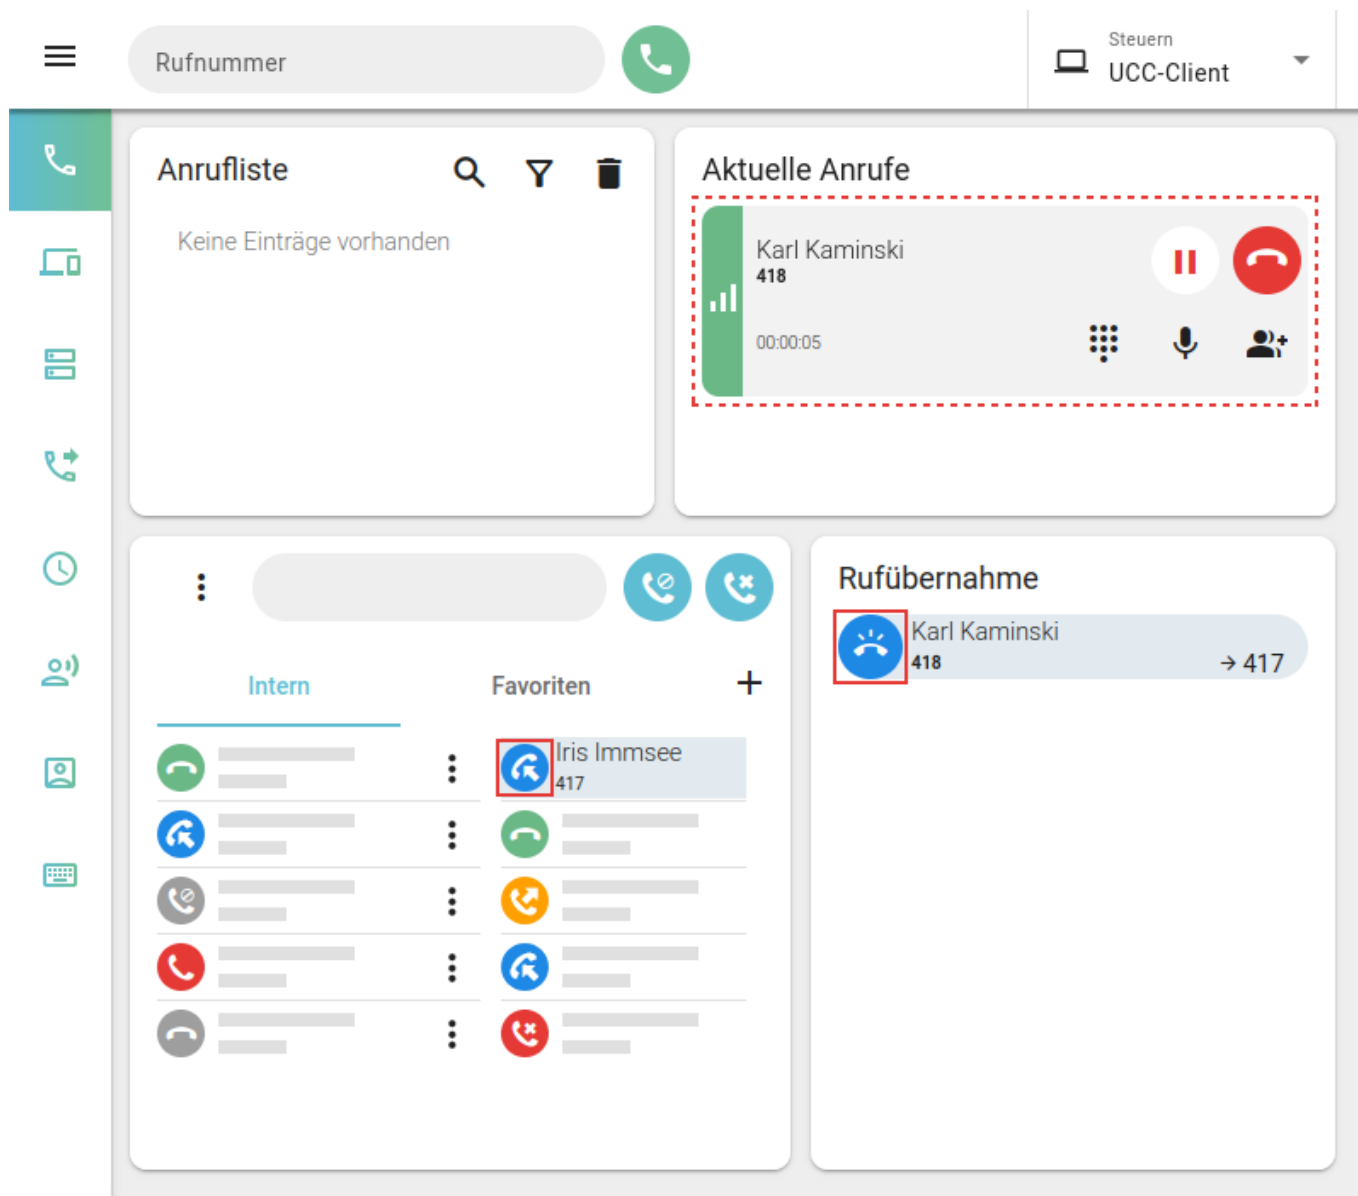 Rufnummer
Steuern
UCC-Client
Anrufliste
Keine Einträge vorhanden
Aktuelle Anrufe
Karl Kaminski
418
00:00:05
Intern
Favoriten
Iris Immsee
417
Rufübernahme
Karl Kaminski
418
→ 417